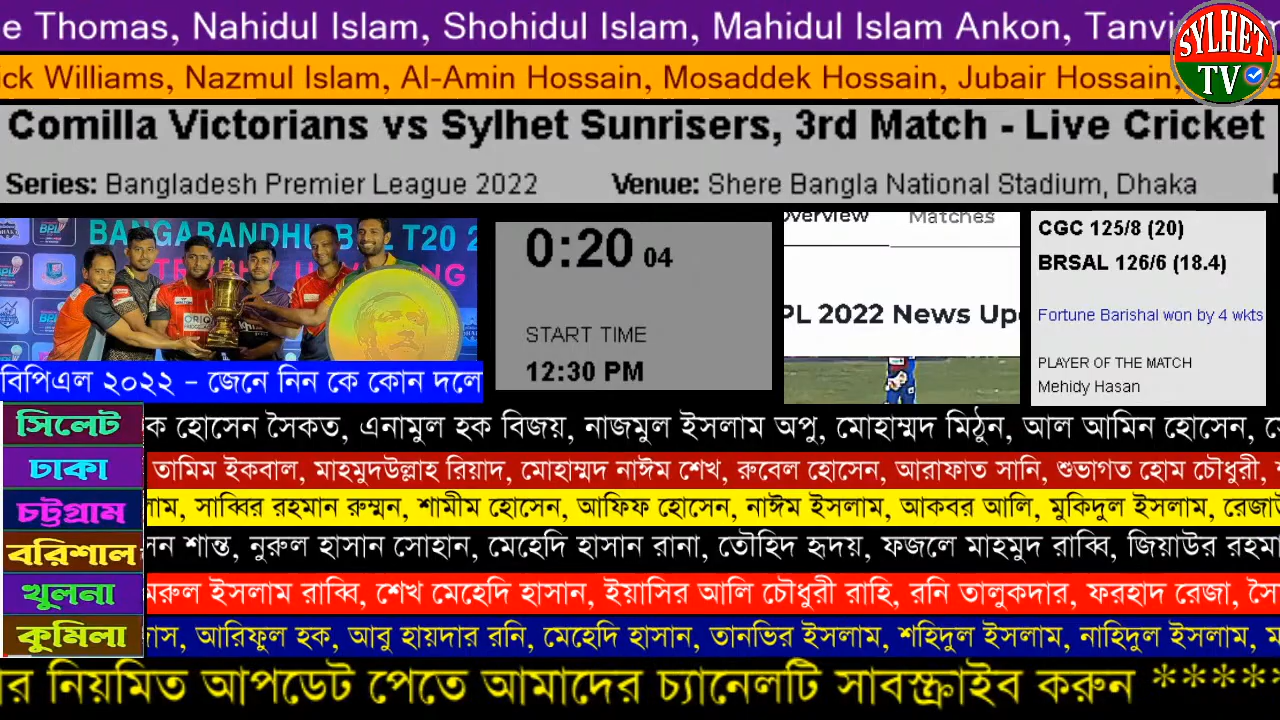 e Thomas, Nahidul Islam, Shohidul Islam, Mahidul Islam Ankon, Tanvi
SYLHET
TV
ick Williams, Nazmul Islam, Al-Amin Hossain, Mosaddek Hossain, Jubair Hossain,
Comilla Victorians vs Sylhet Sunrisers, 3rd Match - Live Cricket
Series: Bangladesh Premier League 2022 Venue: Shere Bangla National Stadium, Dhaka
BANGABANDHU BPL T20 2
TROPHY UNVEILING
0:20 04
START TIME
12:30 PM
Overview Matches
PL 2022 News Up
CGC 125/8 (20)
BRSAL 126/6 (18.4)
Fortune Barishal won by 4 wkts
PLAYER OF THE MATCH
Mehidy Hasan
বিপিএল ২০২২ - জেনে নিন কে কোন দলে
সিলেট ক হোসেন সৈকত, এনামুল হক বিজয়, নাজমুল ইসলাম অপু, মোহাম্মদ মিঠুন, আল আমিন হোসেন, সে
ঢাকা তামিম ইকবাল, মাহমুদউল্লাহ রিয়াদ, মোহাম্মদ নাঈম শেখ, রুবেল হোসেন, আরাফাত সানি, শুভাগত হোম চৌধুরী,
চট্টগ্রাম লাম, সাব্বির রহমান রুম্মন, শামীম হোসেন, আফিফ হোসেন, নাঈম ইসলাম, আকবর আলি, মুকিদুল ইসলাম, রেজাউ
বরিশাল সেন শান্ত, নুরুল হাসান সোহান, মেহেদি হাসান রানা, তৌহিদ হৃদয়, ফজলে মাহমুদ রাব্বি, জিয়াউর রহমা
খুলনা মরুল ইসলাম রাব্বি, শেখ মেহেদি হাসান, ইয়াসির আলি চৌধুরী রাহি, রনি তালুকদার, ফরহাদ রেজা, সৈ
কুমিলা দাস, আরিফুল হক, আবু হায়দার রনি, মেহেদি হাসান, তানভির ইসলাম, শহিদুল ইসলাম, নাহিদুল ইসলাম, ম
ার নিয়মিত আপডেট পেতে আমাদের চ্যানেলটি সাবস্ক্রাইব করুন *****